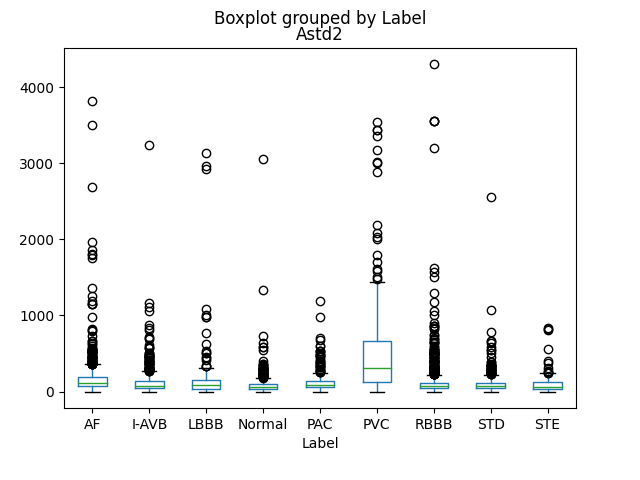 Boxplot grouped by Label
Astd2
4000
3000
2000
1000
0
AF I-AVB LBBB Normal PAC PVC RBBB STD STE
Label